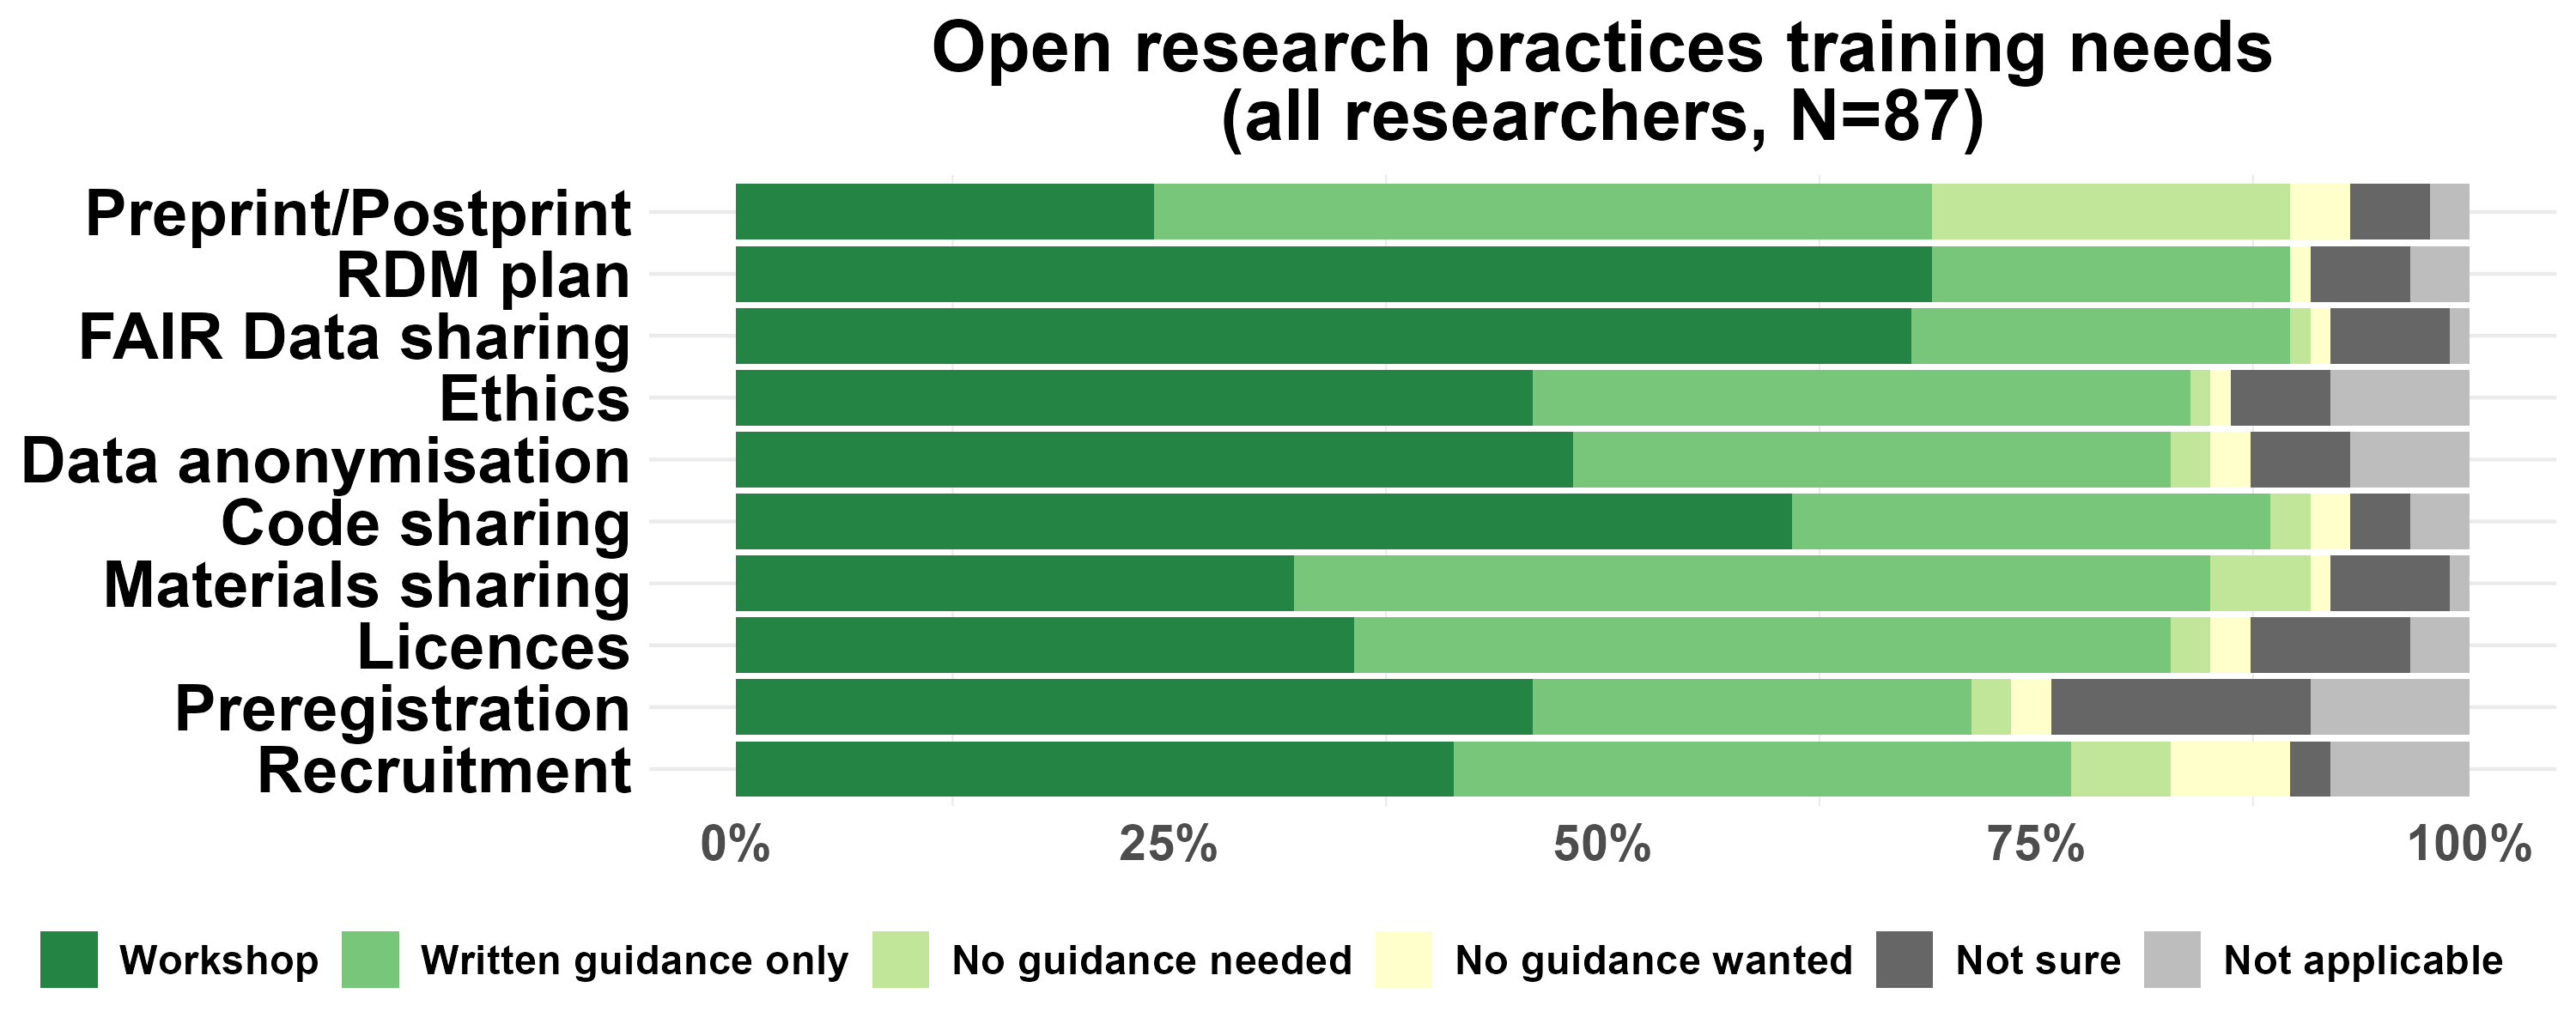 Open research practices training needs
(all researchers, N=87)
Preprint/Postprint
RDM plan
FAIR Data sharing
Ethics
Data anonymisation
Code sharing
Materials sharing
Licences
Preregistration
Recruitment
0% 25% 50% 75% 100%
Workshop Written guidance only No guidance needed No guidance wanted Not sure Not applicable